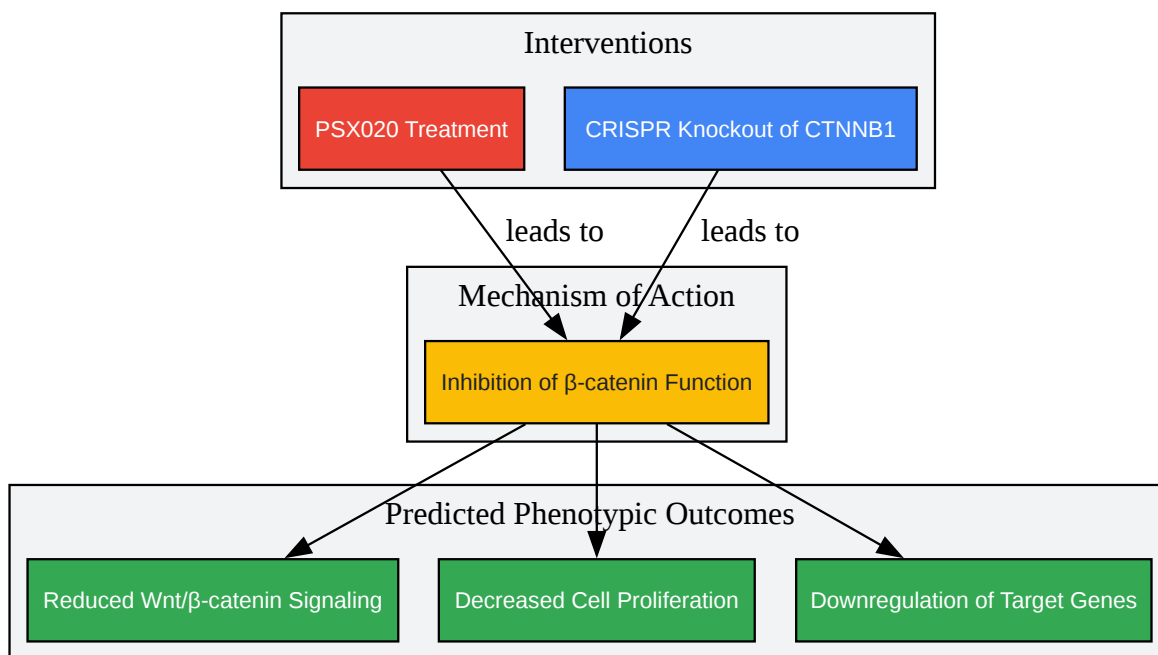 Interventions
PSX020 Treatment
CRISPR Knockout of CTNNB1
leads to
leads to
Mechanism of Action
Inhibition of β-catenin Function
Predicted Phenotypic Outcomes
Reduced Wnt/β-catenin Signaling
Decreased Cell Proliferation
Downregulation of Target Genes